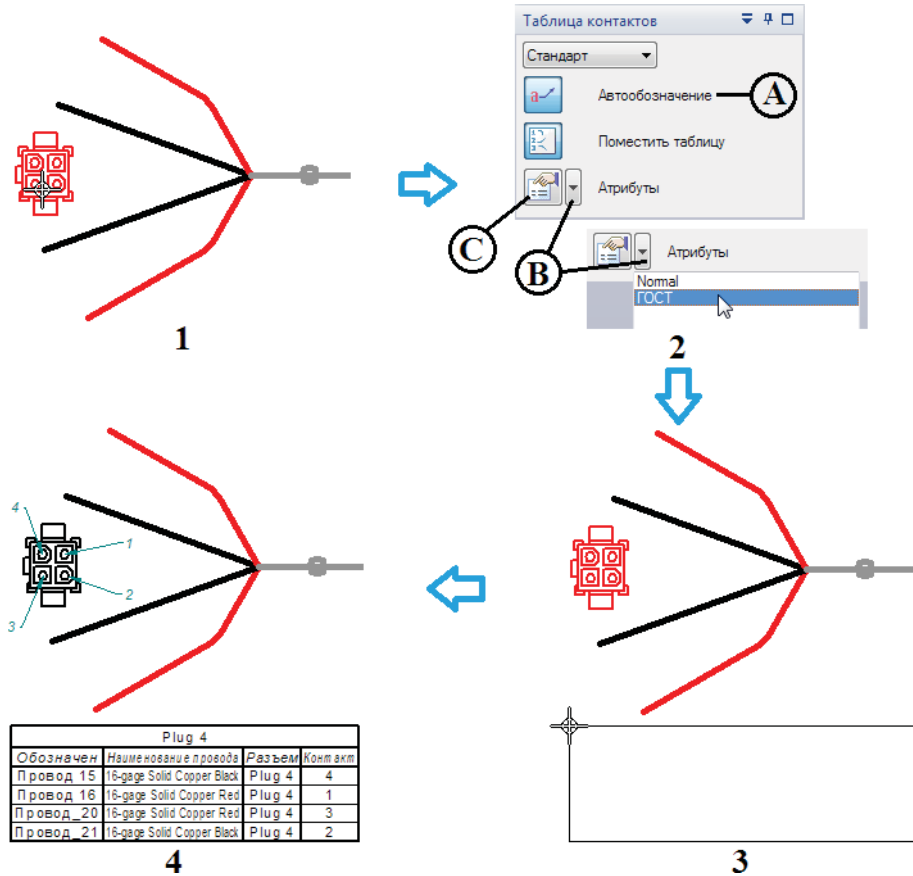 Таблица контактов
Стандарт
a
Автообозначение
A
Поместить таблицу
Атрибуты
C
B
Атрибуты
Normal
ГОСТ
1
2
4
1
2
3
Plug 4
Обозначен Наименование провода Разъем Контакт
Провод 15 16-gage Solid Copper Black Plug 4 4
Провод 16 16-gage Solid Copper Red Plug 4 1
Провод_20 16-gage Solid Copper Red Plug 4 3
Провод_21 16-gage Solid Copper Black Plug 4 2
4
3